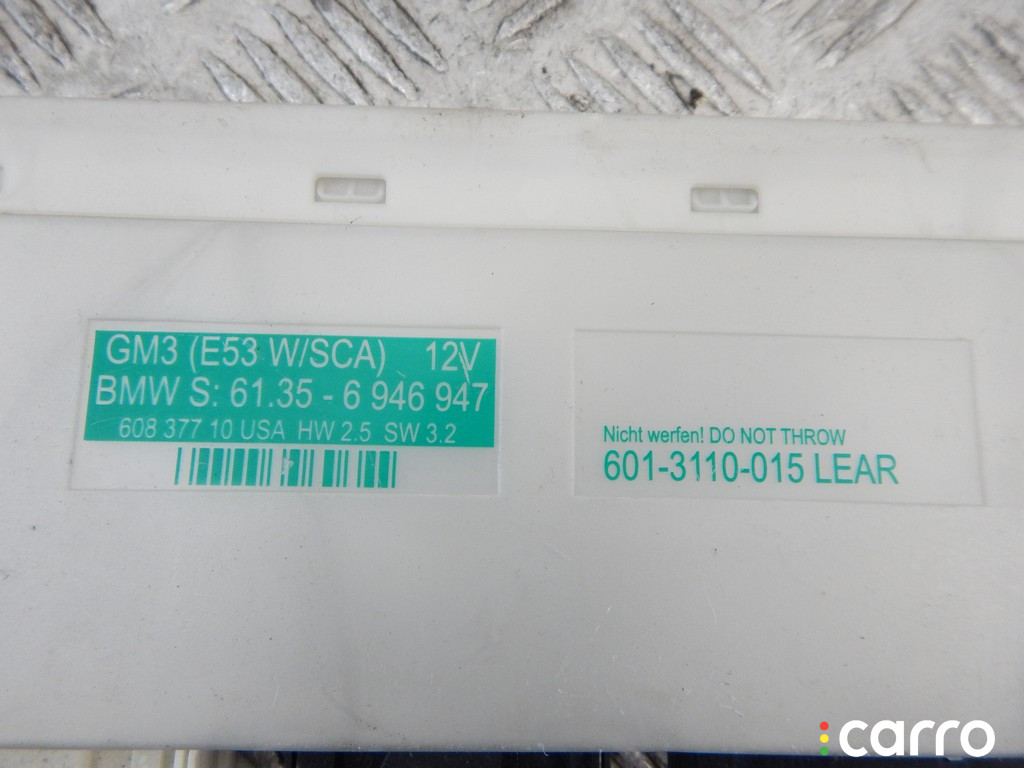 GM3 (E53 W/SCA) 12V
BMW S: 61.35 - 6 946 947
608 377 10 USA HW 2.5 SW 3.2
Nicht werfen! DO NOT THROW
601-3110-015 LEAR
carro